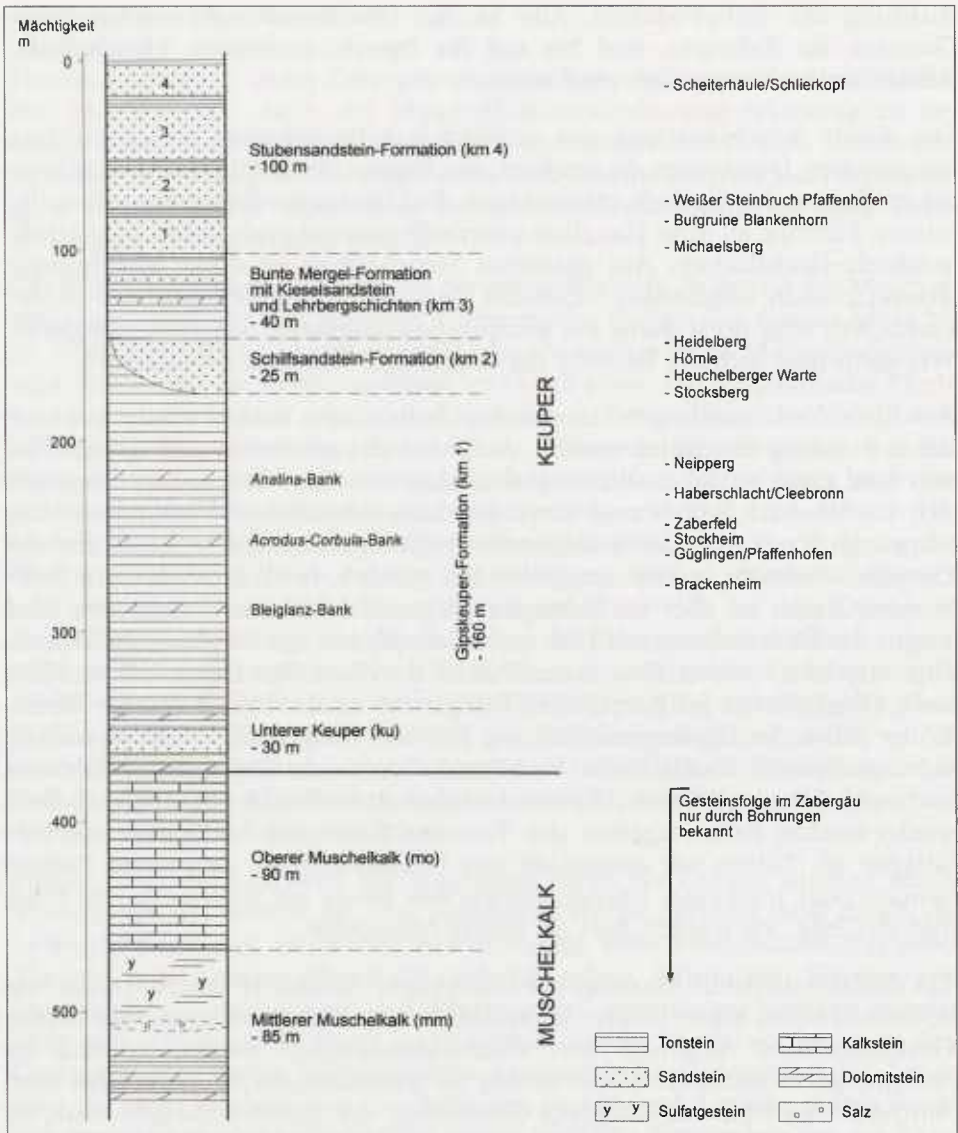 Mächtigkeit
m
0
4
- Scheiterhäule/Schlierkopf
3
Stubensandstein-Formation (km 4)
- 100 m
2
- Weißer Steinbruch Pfaffenhofen
- Burgruine Blankenhorn
1
- Michaelsberg
100
Bunte Mergel-Formation
mit Kieselsandstein
und Lehrbergschichten (km 3)
- 40 m
- Heidelberg
Schilfsandstein-Formation (km 2)
- 25 m
- Hörnle
- Heuchelberger Warte
- Stocksberg
KEUPER
200
- Neipperg
Anatina-Bank
- Haberschlacht/Cleebronn
Gipskeuper-Formation (km 1)
- 160 m
- Zaberfeld
Acrodus-Corbula-Bank
- Stockheim
- Güglingen/Pfaffenhofen
- Brackenheim
Bleiglanz-Bank
300
Unterer Keuper (ku)
- 30 m
Gesteinsfolge im Zabergäu
nur durch Bohrungen
bekannt
400
Oberer Muschelkalk (mo)
- 90 m
MUSCHELKALK
y
y
y
500
Mittlerer Muschelkalk (mm)
- 85 m
Tonstein
Kalkstein
Sandstein
Dolomitstein
y y
Sulfatgestein
Salz